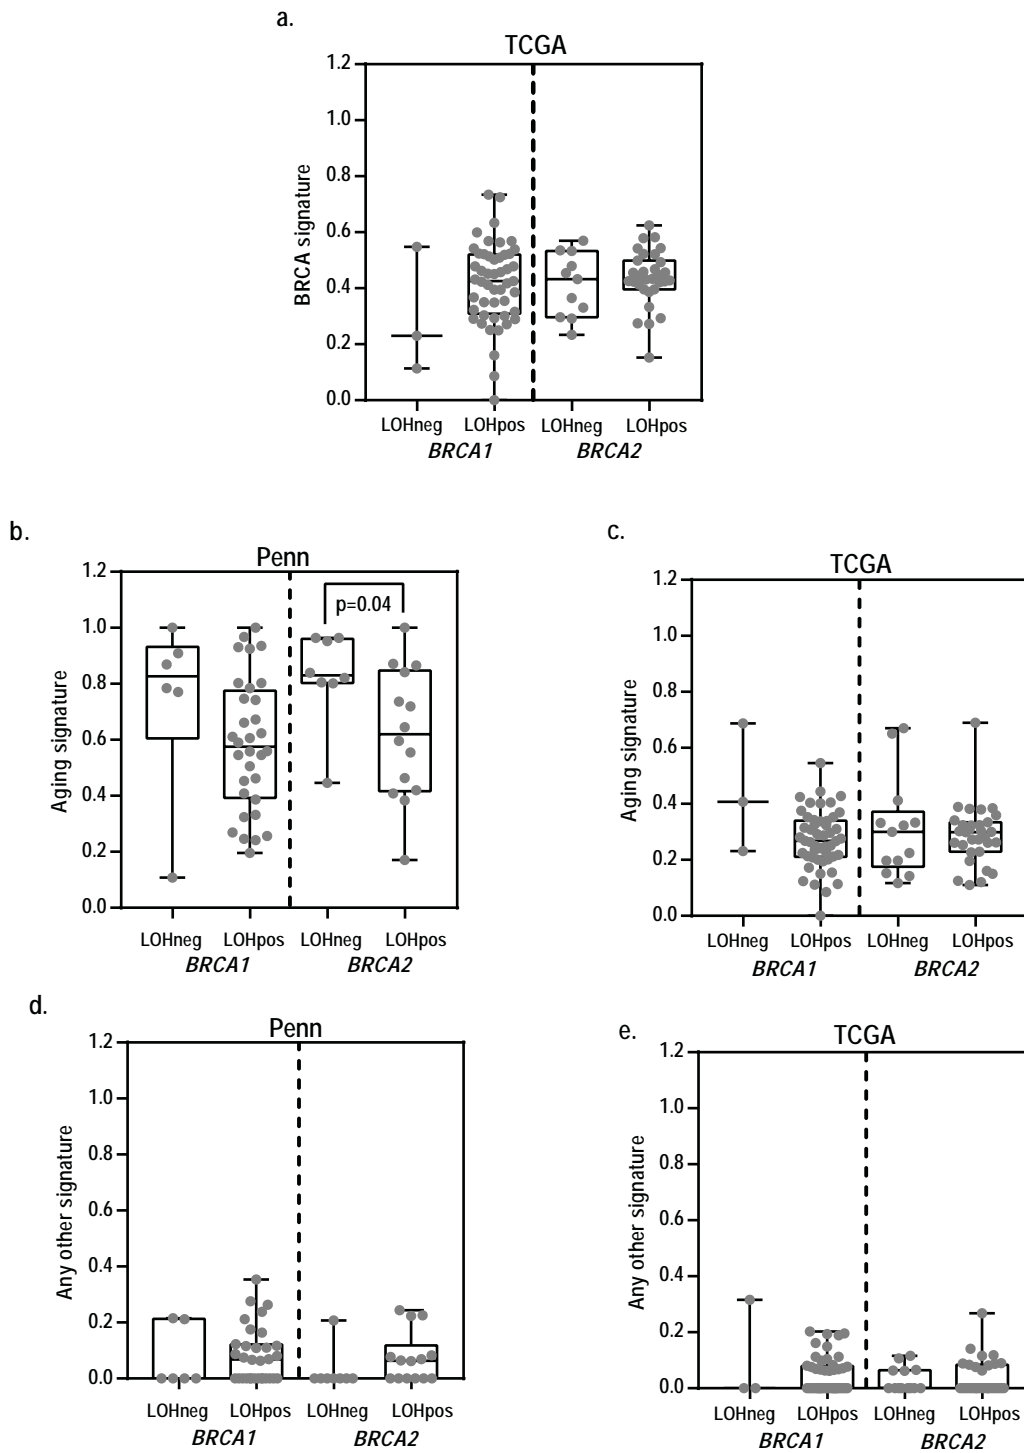 a.
TCGA
1.2
1.0
0.8
0.6
0.4
0.2
0.0
BRCA signature
LOHneg LOHpos LOHneg LOHpos
BRCA1 BRCA2
b.
Penn
1.2
1.0
0.8
0.6
0.4
0.2
0.0
Aging signature
p=0.04
LOHneg LOHpos LOHneg LOHpos
BRCA1 BRCA2
c.
TCGA
1.2
1.0
0.8
0.6
0.4
0.2
0.0
Aging signature
LOHneg LOHpos LOHneg LOHpos
BRCA1 BRCA2
d.
Penn
1.2
1.0
0.8
0.6
0.4
0.2
0.0
Any other signature
LOHneg LOHpos LOHneg LOHpos
BRCA1 BRCA2
e.
TCGA
1.2
1.0
0.8
0.6
0.4
0.2
0.0
Any other signature
LOHneg LOHpos LOHneg LOHpos
BRCA1 BRCA2